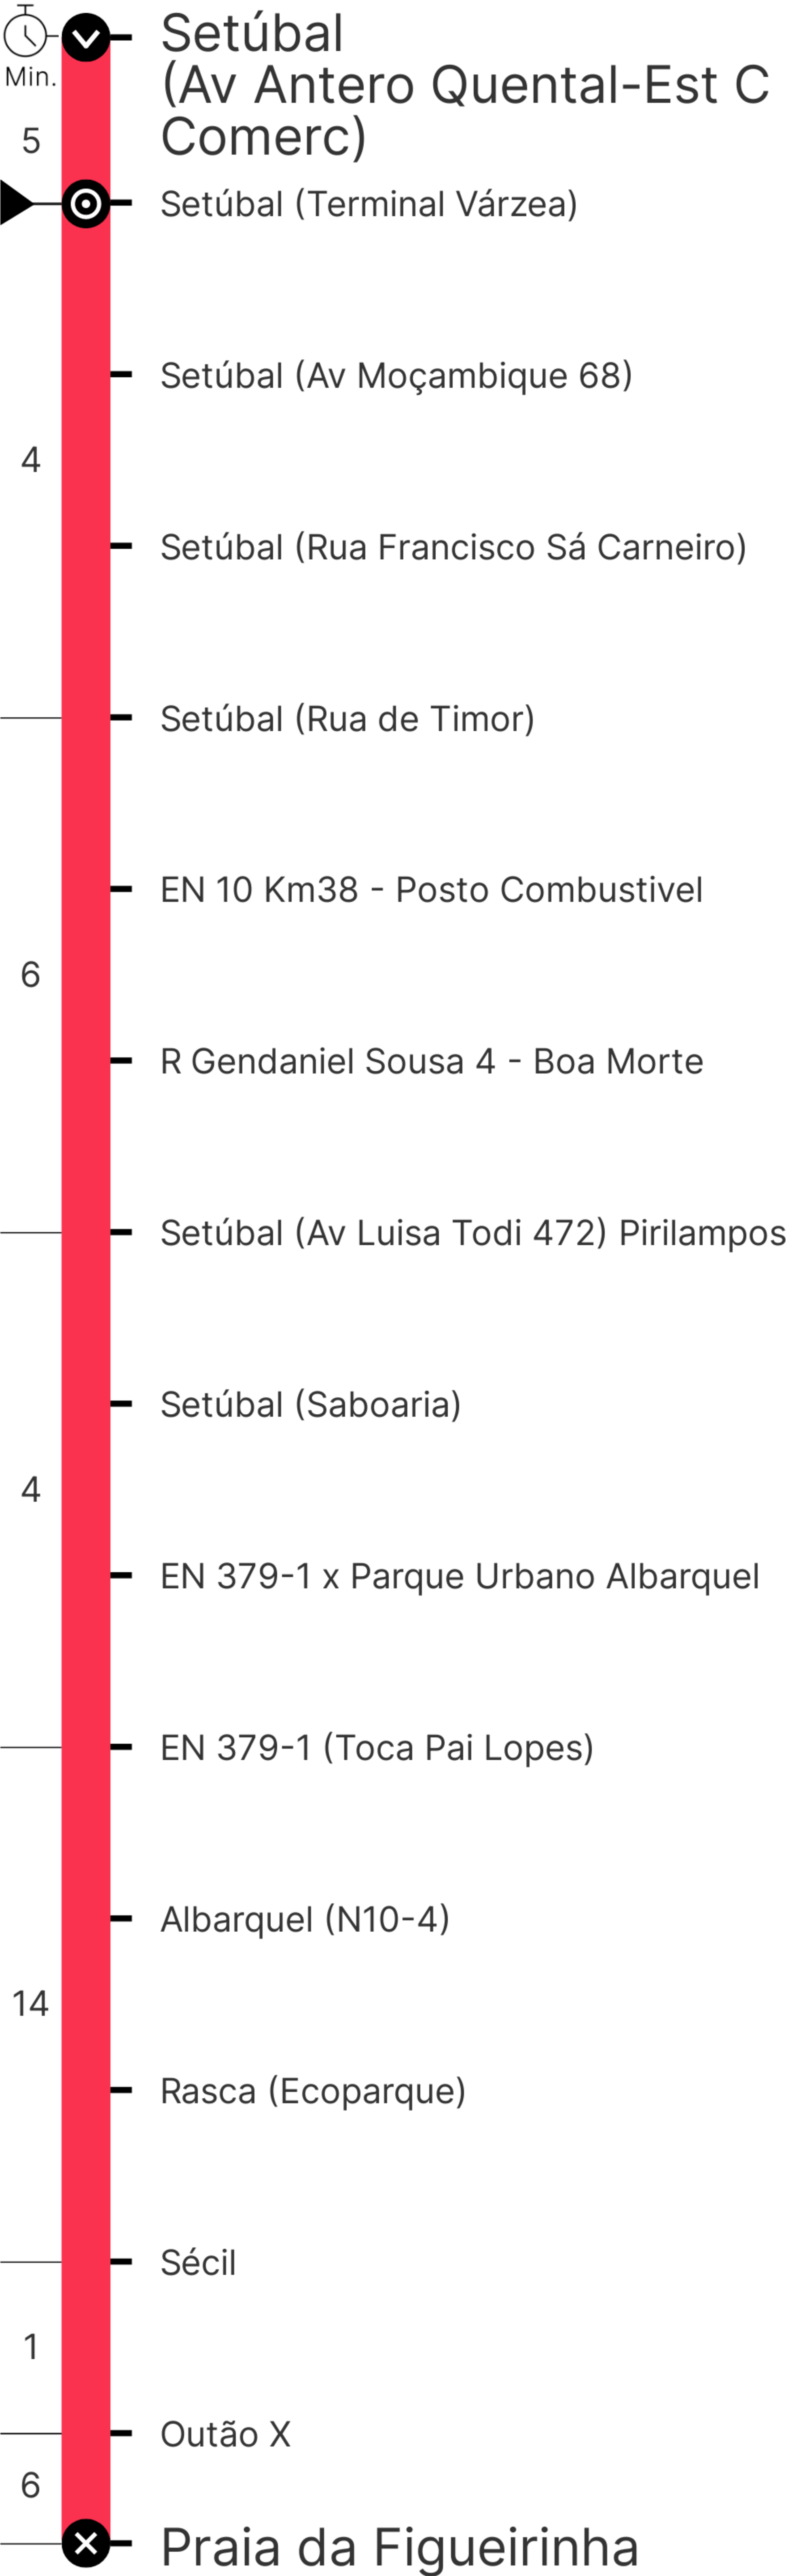 Setúbal
(Av Antero Quental-Est C
Comerc)
Min.
5
Setúbal (Terminal Várzea)
Setúbal (Av Moçambique 68)
4
Setúbal (Rua Francisco Sá Carneiro)
Setúbal (Rua de Timor)
EN 10 Km38 - Posto Combustivel
6
R Gendaniel Sousa 4 - Boa Morte
Setúbal (Av Luisa Todi 472) Pirilampos
Setúbal (Saboaria)
4
EN 379-1 x Parque Urbano Albarquel
EN 379-1 (Toca Pai Lopes)
Albarquel (N10-4)
14
Rasca (Ecoparque)
Sécil
1
Outão X
6
Praia da Figueirinha